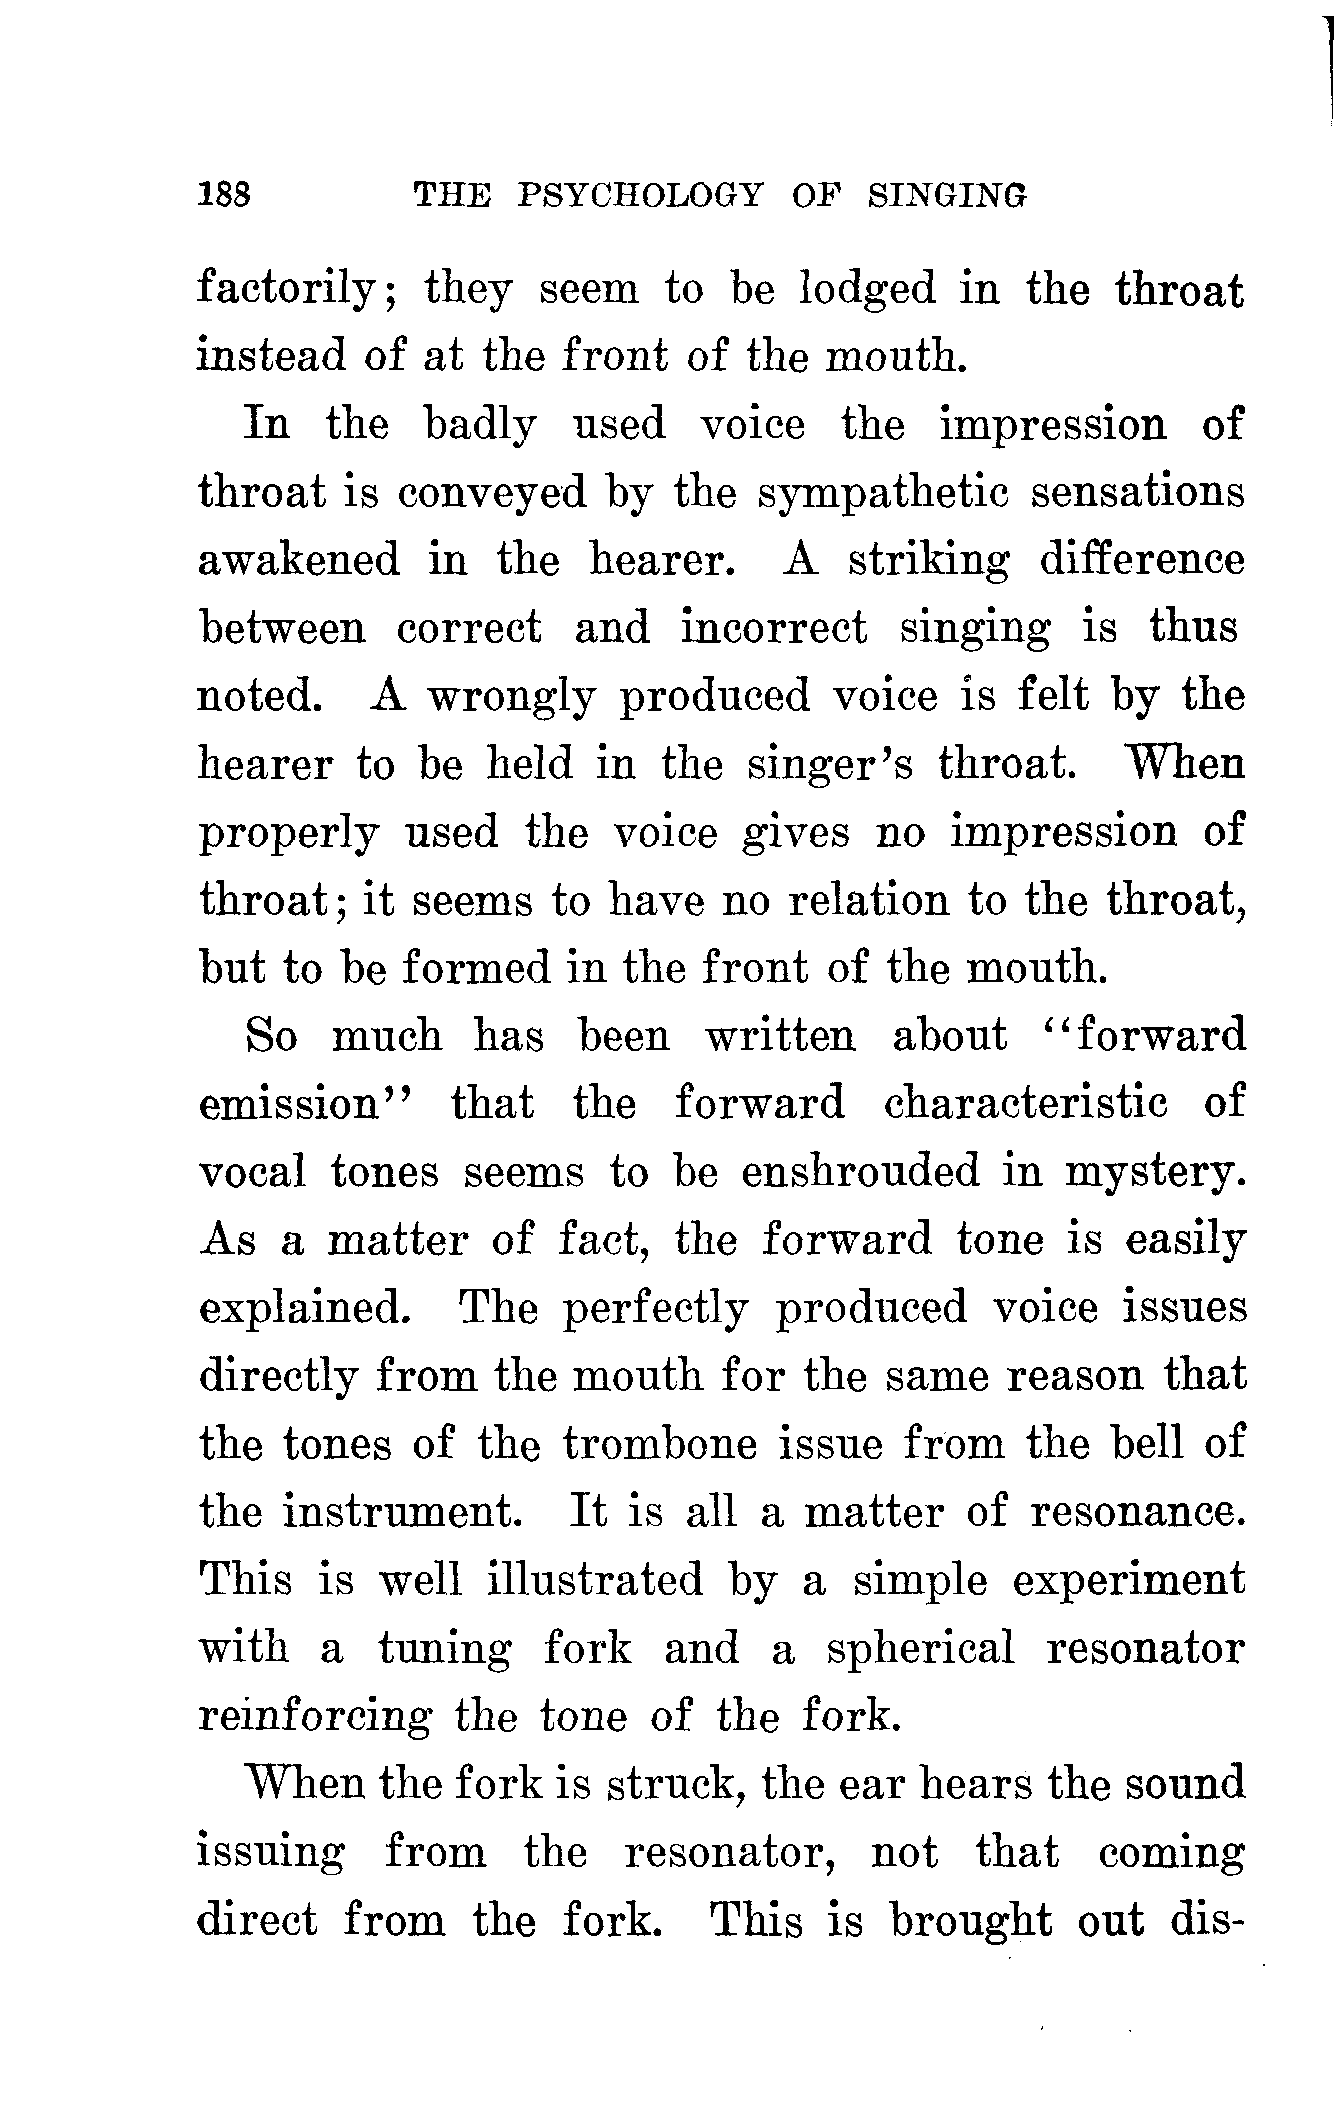 188 THE PSYCHOLOGY OF SINGING
factorily; they seem to be lodged in the throat
instead of at the front of the mouth.
In the badly used voice the impression of
throat is conveyed by the sympathetic sensations
awakened in the hearer. A striking difference
between correct and incorrect singing is thus
noted. A wrongly produced voice is felt by the
hearer to be held in the singer's throat. When
properly used the voice gives no impression of
throat; it seems to have no relation to the throat,
but to be formed in the front of the mouth.
So much has been written about "forward
emission" that the forward characteristic of
vocal tones seems to be enshrouded in mystery.
As a matter of fact, the forward tone is easily
explained. The perfectly produced voice issues
directly from the mouth for the same reason that
the tones of the trombone issue from the bell of
the instrument. It is all a matter of resonance.
This is well illustrated by a simple experiment
with a tuning fork and a spherical resonator
reinforcing the tone of the fork.
When the fork is struck, the ear hears the sound
issuing from the resonator, not that coming
direct from the fork. This is brought out dis-